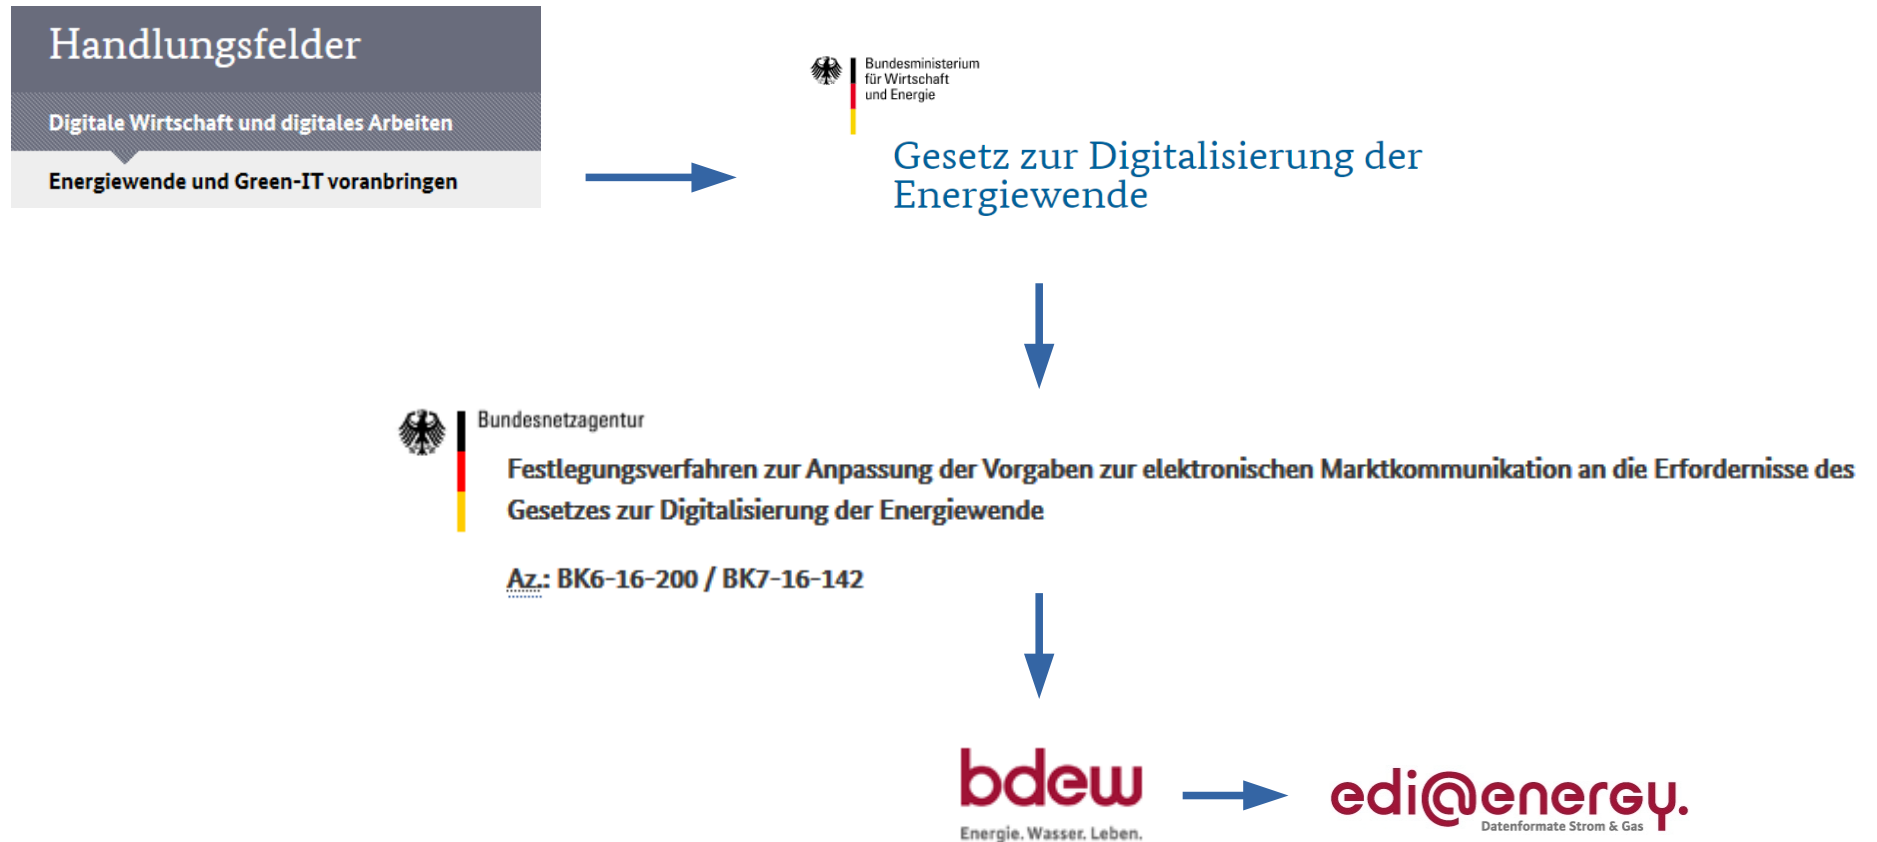 Handlungsfelder
Digitale Wirtschaft und digitales Arbeiten
Energiewende und Green-IT voranbringen
Bundesministerium
für Wirtschaft
und Energie
Gesetz zur Digitalisierung der
Energiewende
Bundesnetzagentur
Festlegungsverfahren zur Anpassung der Vorgaben zur elektronischen Marktkommunikation an die Erfordernisse des
Gesetzes zur Digitalisierung der Energiewende
Az.: BK6-16-200 / BK7-16-142
bdew
Energie. Wasser. Leben.
edi@energy.
Datenformate Strom & Gas